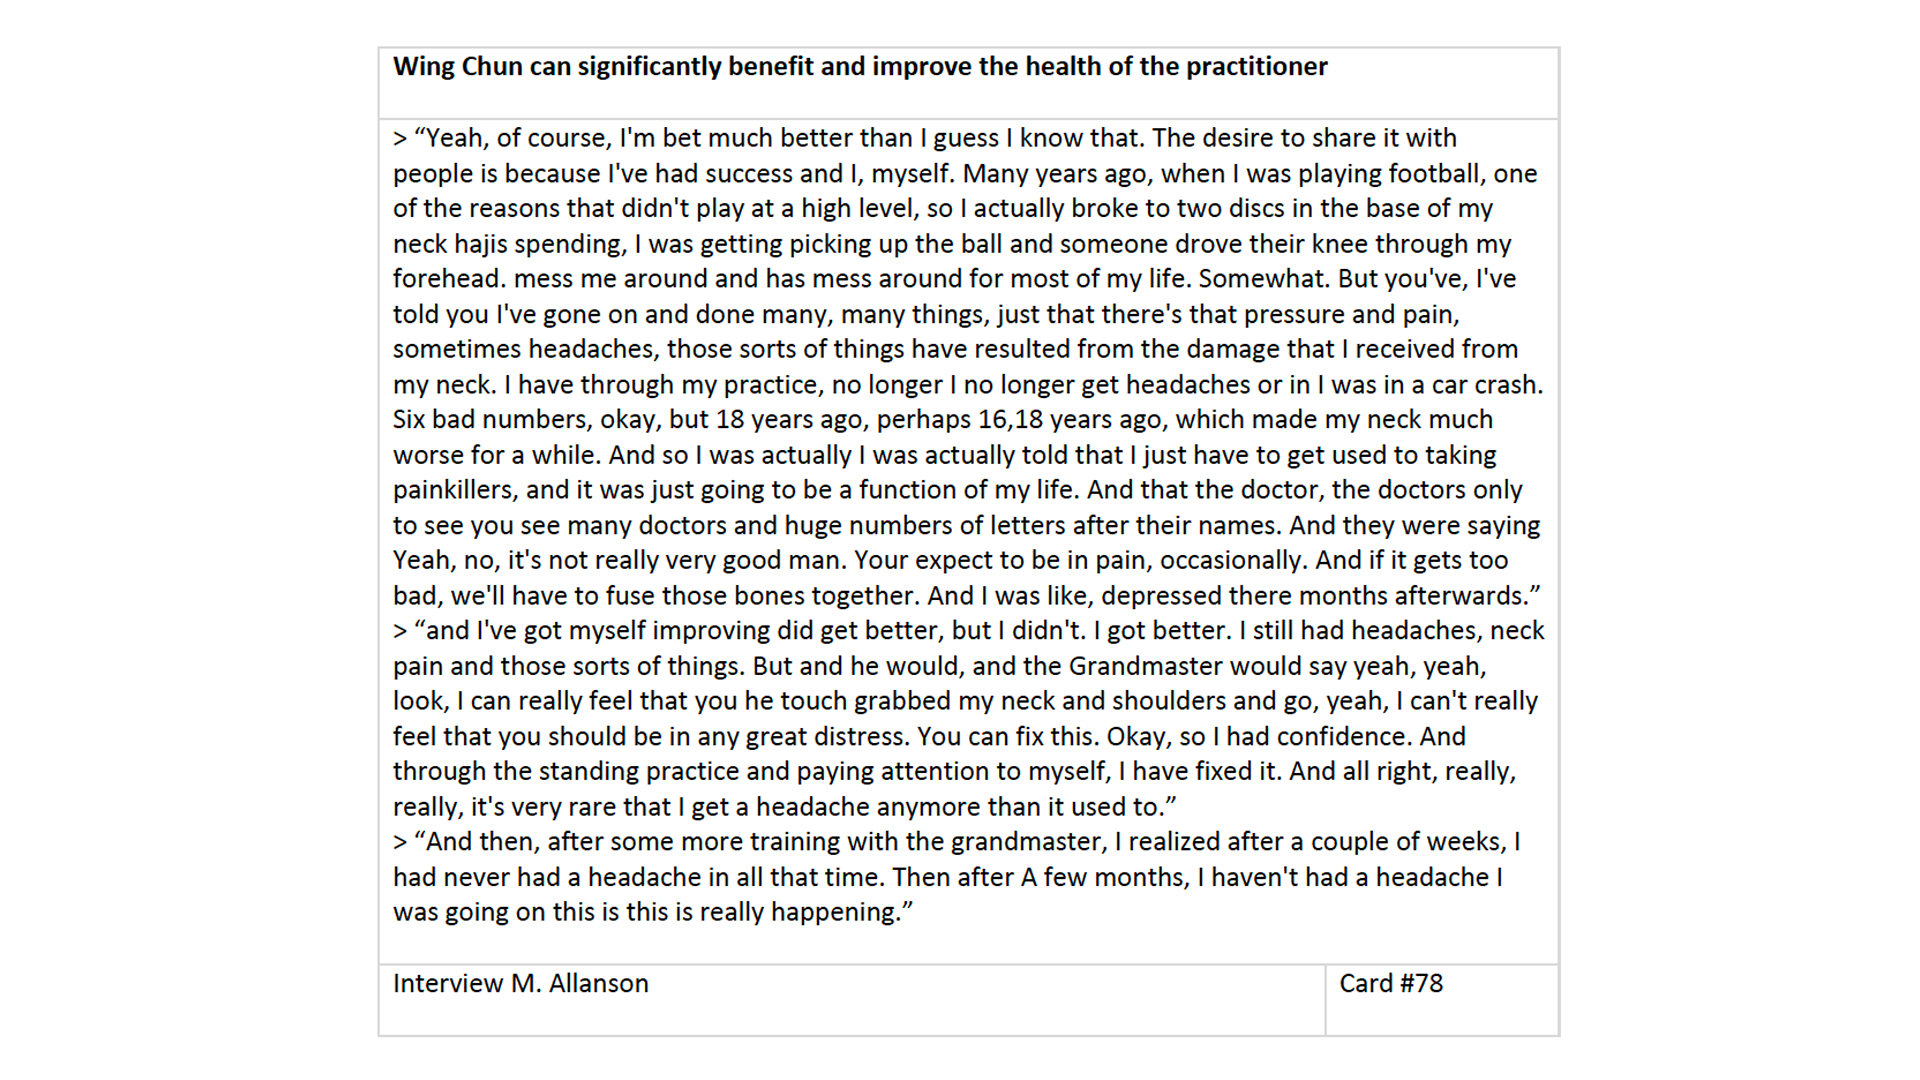 Wing Chun can significantly benefit and improve the health of the practitioner
> “Yeah, of course, I'm bet much better than I guess I know that. The desire to share it with
people is because I've had success and I, myself. Many years ago, when I was playing football, one
of the reasons that didn't play at a high level, so I actually broke to two discs in the base of my
neck hajis spending, I was getting picking up the ball and someone drove their knee through my
forehead. mess me around and has mess around for most of my life. Somewhat. But you've, I've
told you I've gone on and done many, many things, just that there's that pressure and pain,
sometimes headaches, those sorts of things have resulted from the damage that I received from
my neck. I have through my practice, no longer I no longer get headaches or in I was in a car crash.
Six bad numbers, okay, but 18 years ago, perhaps 16,18 years ago, which made my neck much
worse for a while. And so I was actually I was actually told that I just have to get used to taking
painkillers, and it was just going to be a function of my life. And that the doctor, the doctors only
to see you see many doctors and huge numbers of letters after their names. And they were saying
Yeah, no, it's not really very good man. Your expect to be in pain, occasionally. And if it gets too
bad, we'll have to fuse those bones together. And I was like, depressed there months afterwards.”
> “and I've got myself improving did get better, but I didn't. I got better. I still had headaches, neck
pain and those sorts of things. But and he would, and the Grandmaster would say yeah, yeah,
look, I can really feel that you he touch grabbed my neck and shoulders and go, yeah, I can't really
feel that you should be in any great distress. You can fix this. Okay, so I had confidence. And
through the standing practice and paying attention to myself, I have fixed it. And all right, really,
really, it's very rare that I get a headache anymore than it used to.”
> “And then, after some more training with the grandmaster, I realized after a couple of weeks, I
had never had a headache in all that time. Then after A few months, I haven't had a headache I
was going on this is this is really happening.”
Interview M. Allanson
Card #78